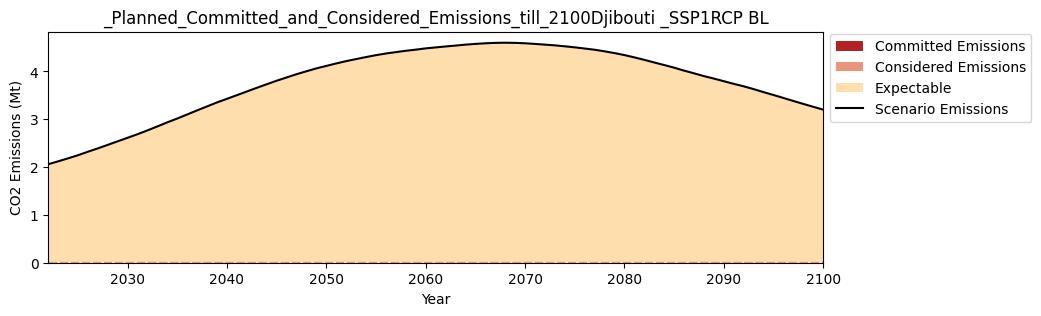 _Planned_Committed_and_Considered_Emissions_till_2100Djibouti _SSP1RCP BL
Committed Emissions
Considered Emissions
Expectable
Scenario Emissions
CO2 Emissions (Mt)
4
3
2
1
0
2030 2040 2050 2060 2070 2080 2090 2100
Year